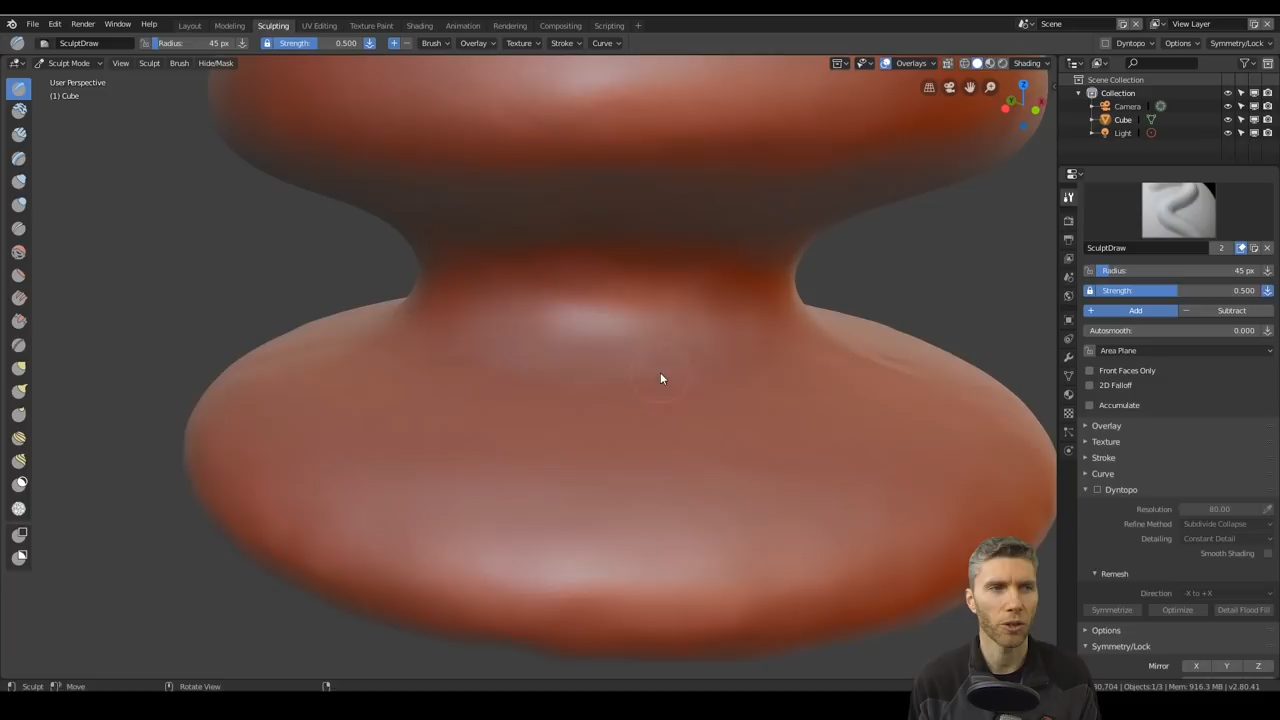 File Edit Render Window Help Layout Modeling Sculpting UV Editing Texture Paint Shading Animation Rendering Compositing Scripting + Scene View Layer
SculptDraw Radius: 45 px Strength: 0.500 + − Brush Overlay Texture Stroke Curve Dyntopo Options Symmetry/Lock
Sculpt Mode View Sculpt Brush Hide/Mask Overlays Shading
User Perspective
(1) Cube
Scene Collection
Collection
Camera
Cube
Light
SculptDraw 2
Radius: 45 px
Strength: 0.500
+ Add − Subtract
Autosmooth: 0.000
Area Plane
Front Faces Only
2D Falloff
Accumulate
Overlay
Texture
Stroke
Curve
Dyntopo
Resolution 80.00
Refine Method Subdivide Collapse
Detailing Constant Detail
Smooth Shading
Remesh
Direction -X to +X
Symmetrize Optimize Detail Flood Fill
Options
Symmetry/Lock
Mirror X Y Z
Sculpt Move Rotate View 30,704 | Objects:1/3 | Mem: 916.3 MB | v2.80.41
X
Y
Z